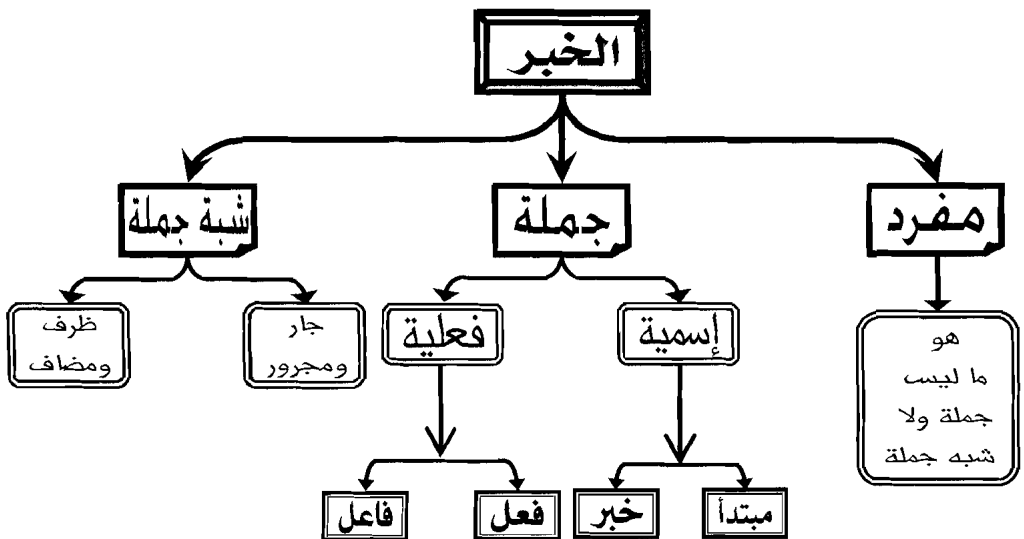 الخبر
مفرد
جملة
شبة جملة
هو
ما ليس
جملة ولا
شبه جملة
إسمية
فعلية
جار
ومجرور
ظرف
ومضاف
مبتدأ
خبر
فعل
فاعل